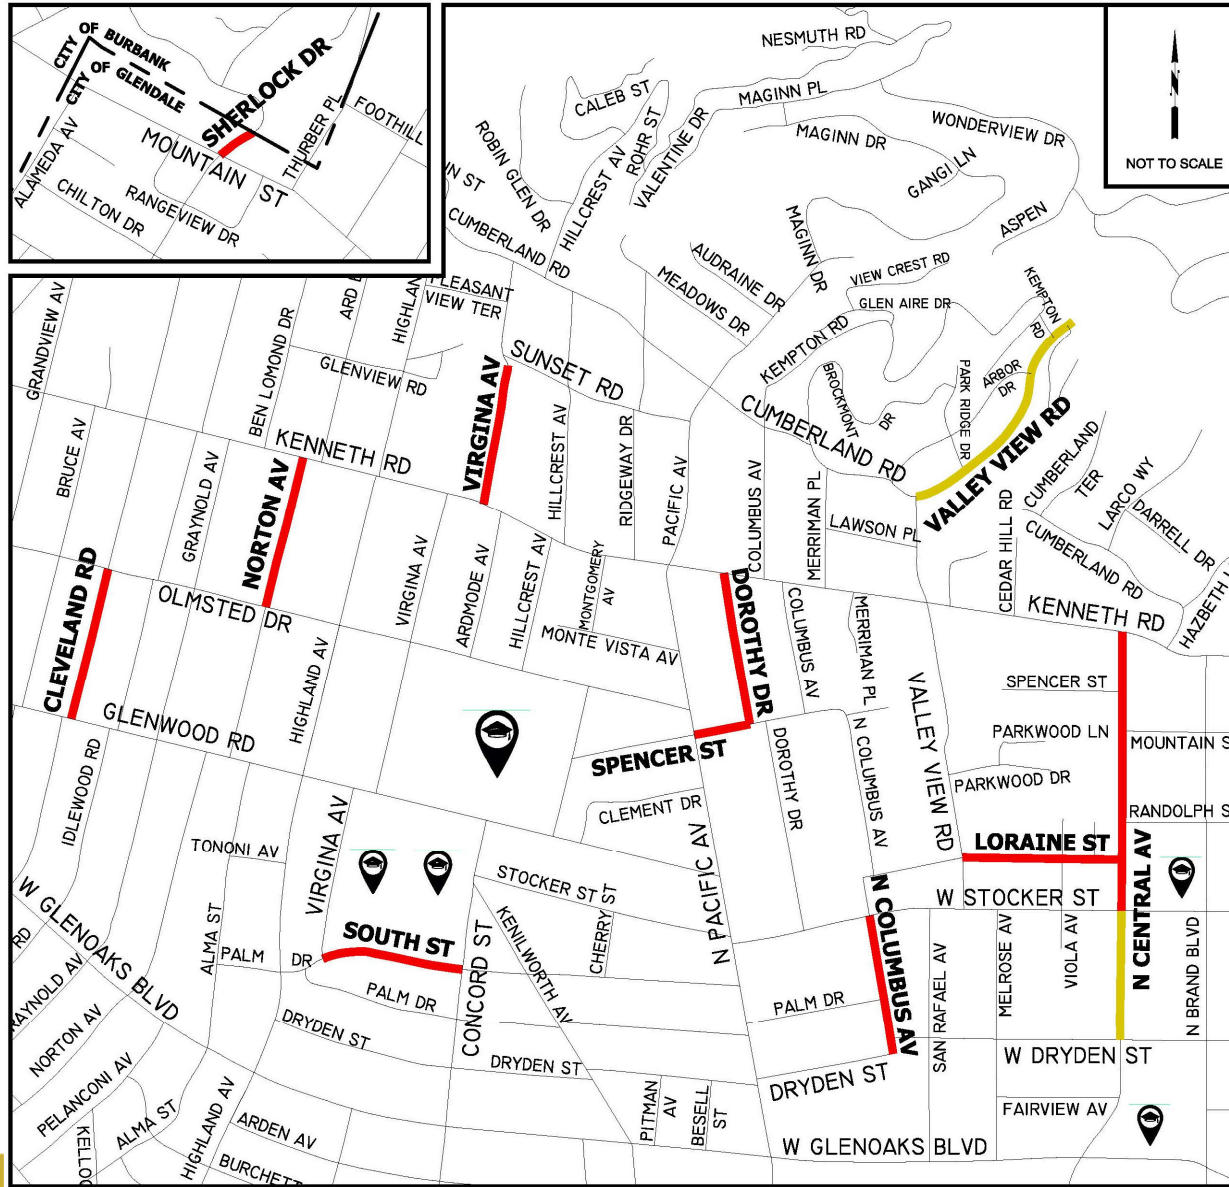 CITY OF BURBANK
CITY OF GLENDALE
SHERLOCK DR
THURBER PL
FOOTHILL
ALAMEDA AV
MOUNTAIN ST
CHILTON DR
RANGEVIEW DR
NOT TO SCALE
N
NESMUTH RD
CALEB ST
MAGINN PL
WONDERVIEW DR
ROBIN GLEN DR
ROHR ST
VALENTINE DR
MAGINN DR
GANGI LN
HILLCREST AV
CUMBERLAND RD
ASPEN
MAGINN DR
AUDRAINE DR
MEADOWS DR
VIEW CREST RD
GLEN AIRE DR
KEMPTON RD
KEMPTON RD
GRANDVIEW AV
HIGHLAN
VIEW TER
BEN LOMOND DR
GLENVIEW RD
VIRGINA AV
SUNSET RD
BROCKMONT DR
PARK RIDGE DR
ARBOR DR
CUMBERLAND RD
VALLEY VIEW RD
CUMBERLAND TER
LARCO WY
DARRELL DR
BRUCE AV
KENNETH RD
GRAYNOLD AV
NORTON AV
HILLCREST AV
RIDGEWAY DR
PACIFIC AV
COLUMBUS AV
MERRIMAN PL
LAWSON PL
CEDAR HILL RD
CUMBERLAND RD
HAZBETH
CLEVELAND RD
OLMSTED DR
VIRGINA AV
ARDMODE AV
HILLCREST AV
MONTGOMERY AV
MONTE VISTA AV
DOROTHY DR
COLUMBUS AV
MERRIMAN PL
KENNETH RD
GLENWOOD RD
HIGHLAND AV
SPENCER ST
SPENCER ST
N COLUMBUS AV
VALLEY VIEW RD
PARKWOOD LN
MOUNTAIN S
PARKWOOD DR
RANDOLPH S
IDLEWOOD RD
CLEMENT DR
DOROTHY DR
TONONI AV
VIRGINA AV
STOCKER ST
N PACIFIC AV
LORAINE ST
W STOCKER ST
N CENTRAL AV
W GLENOAKS BLVD
ALMA ST
SOUTH ST
CONCORD ST
KENILWORTH AV
CHERRY ST
N COLUMBUS AV
SAN RAFAEL AV
MELROSE AV
VIOLA AV
N BRAND BLVD
RD
RAYNOLD AV
PALM DR
PALM DR
PALM DR
NORTON AV
DRYDEN ST
DRYDEN ST
DRYDEN ST
W DRYDEN ST
PELANCONI AV
ALMA ST
HIGHLAND AV
ARDEN AV
BURCHETT
PITMAN AV
BESELL ST
FAIRVIEW AV
W GLENOAKS BLVD